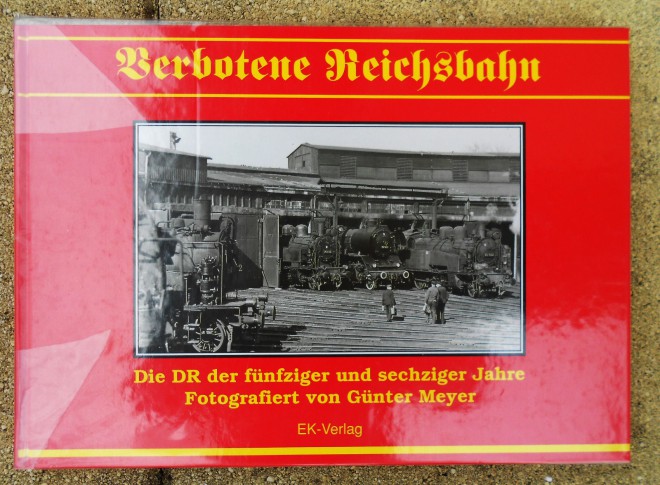 Verbotene Reichsbahn
Die DR der fünfziger und sechziger Jahre
Fotografiert von Günter Meyer
EK-Verlag